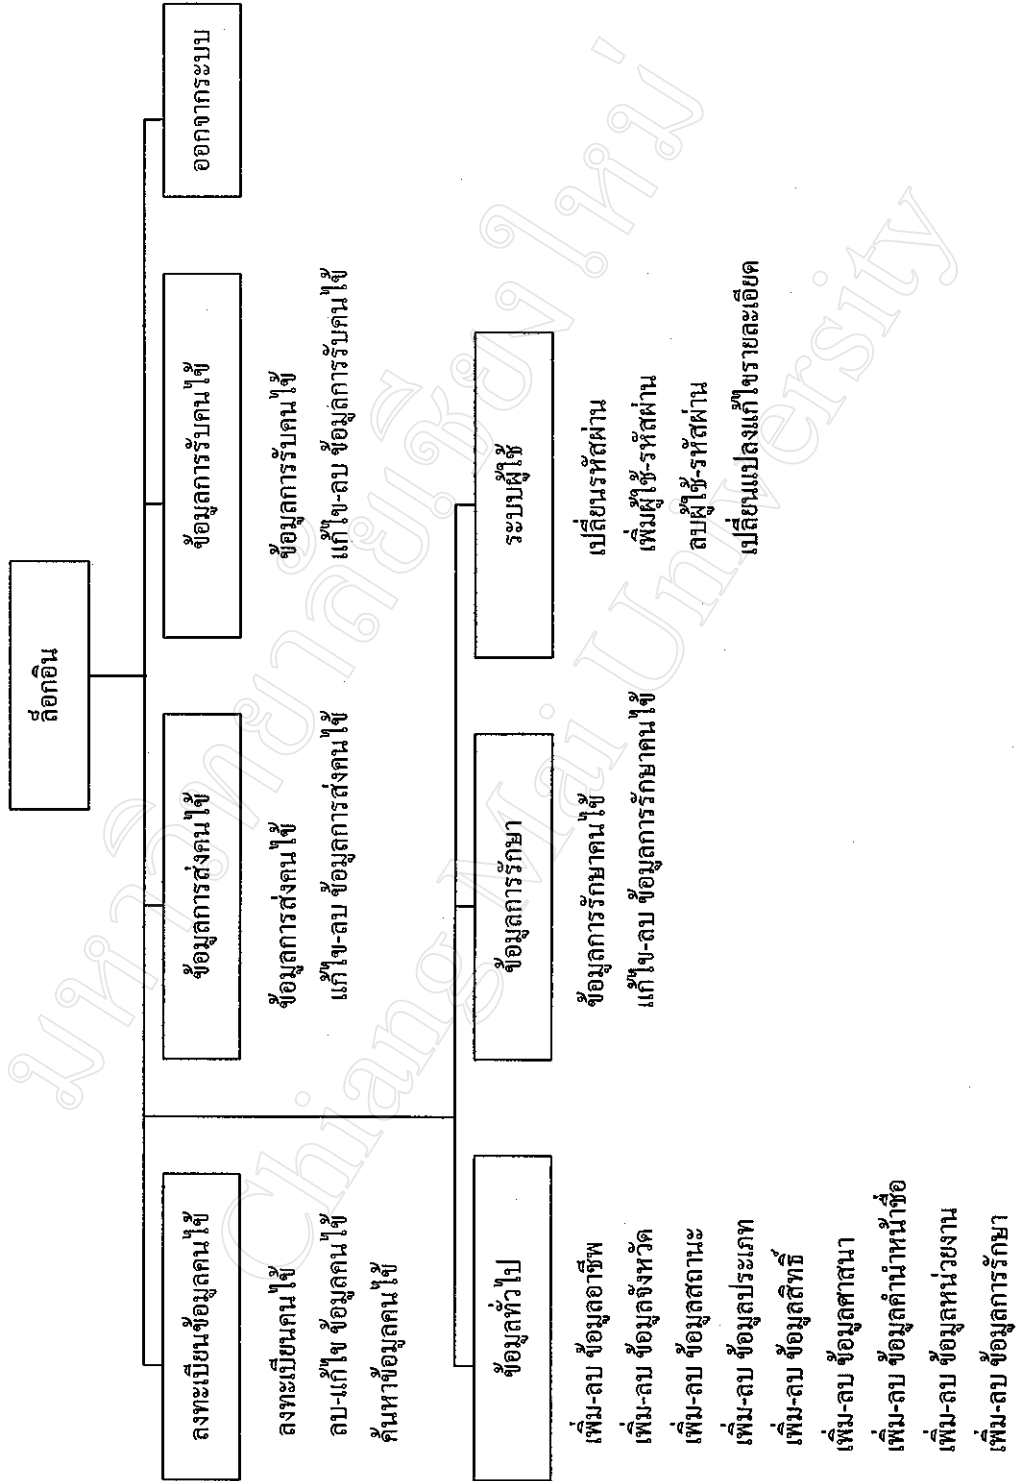 ล็อกอิน
ลงทะเบียนข้อมูลคนไข้
ลงทะเบียนคนไข้
ลบ-แก้ไข ข้อมูลคนไข้
ค้นหาข้อมูลคนไข้
ข้อมูลการส่งคนไข้
ข้อมูลการส่งคนไข้
แก้ไข-ลบ ข้อมูลการส่งคนไข้
ข้อมูลการรับคนไข้
ข้อมูลการรับคนไข้
แก้ไข-ลบ ข้อมูลการรับคนไข้
ออกจากระบบ
ข้อมูลทั่วไป
เพิ่ม-ลบ ข้อมูลอาชีพ
เพิ่ม-ลบ ข้อมูลจังหวัด
เพิ่ม-ลบ ข้อมูลสถานะ
เพิ่ม-ลบ ข้อมูลประเภท
เพิ่ม-ลบ ข้อมูลสิทธิ์
เพิ่ม-ลบ ข้อมูลศาสนา
เพิ่ม-ลบ ข้อมูลคำนำหน้าชื่อ
เพิ่ม-ลบ ข้อมูลหน่วยงาน
เพิ่ม-ลบ ข้อมูลการรักษา
ข้อมูลการรักษา
ข้อมูลการรักษาคนไข้
แก้ไข-ลบ ข้อมูลการรักษาคนไข้
ระบบผู้ใช้
เปลี่ยนรหัสผ่าน
เพิ่มผู้ใช้-รหัสผ่าน
ลบผู้ใช้-รหัสผ่าน
เปลี่ยนแปลงแก้ไขรายละเอียด
มหาวิทยาลัยเชียงใหม่
Chiang Mai University